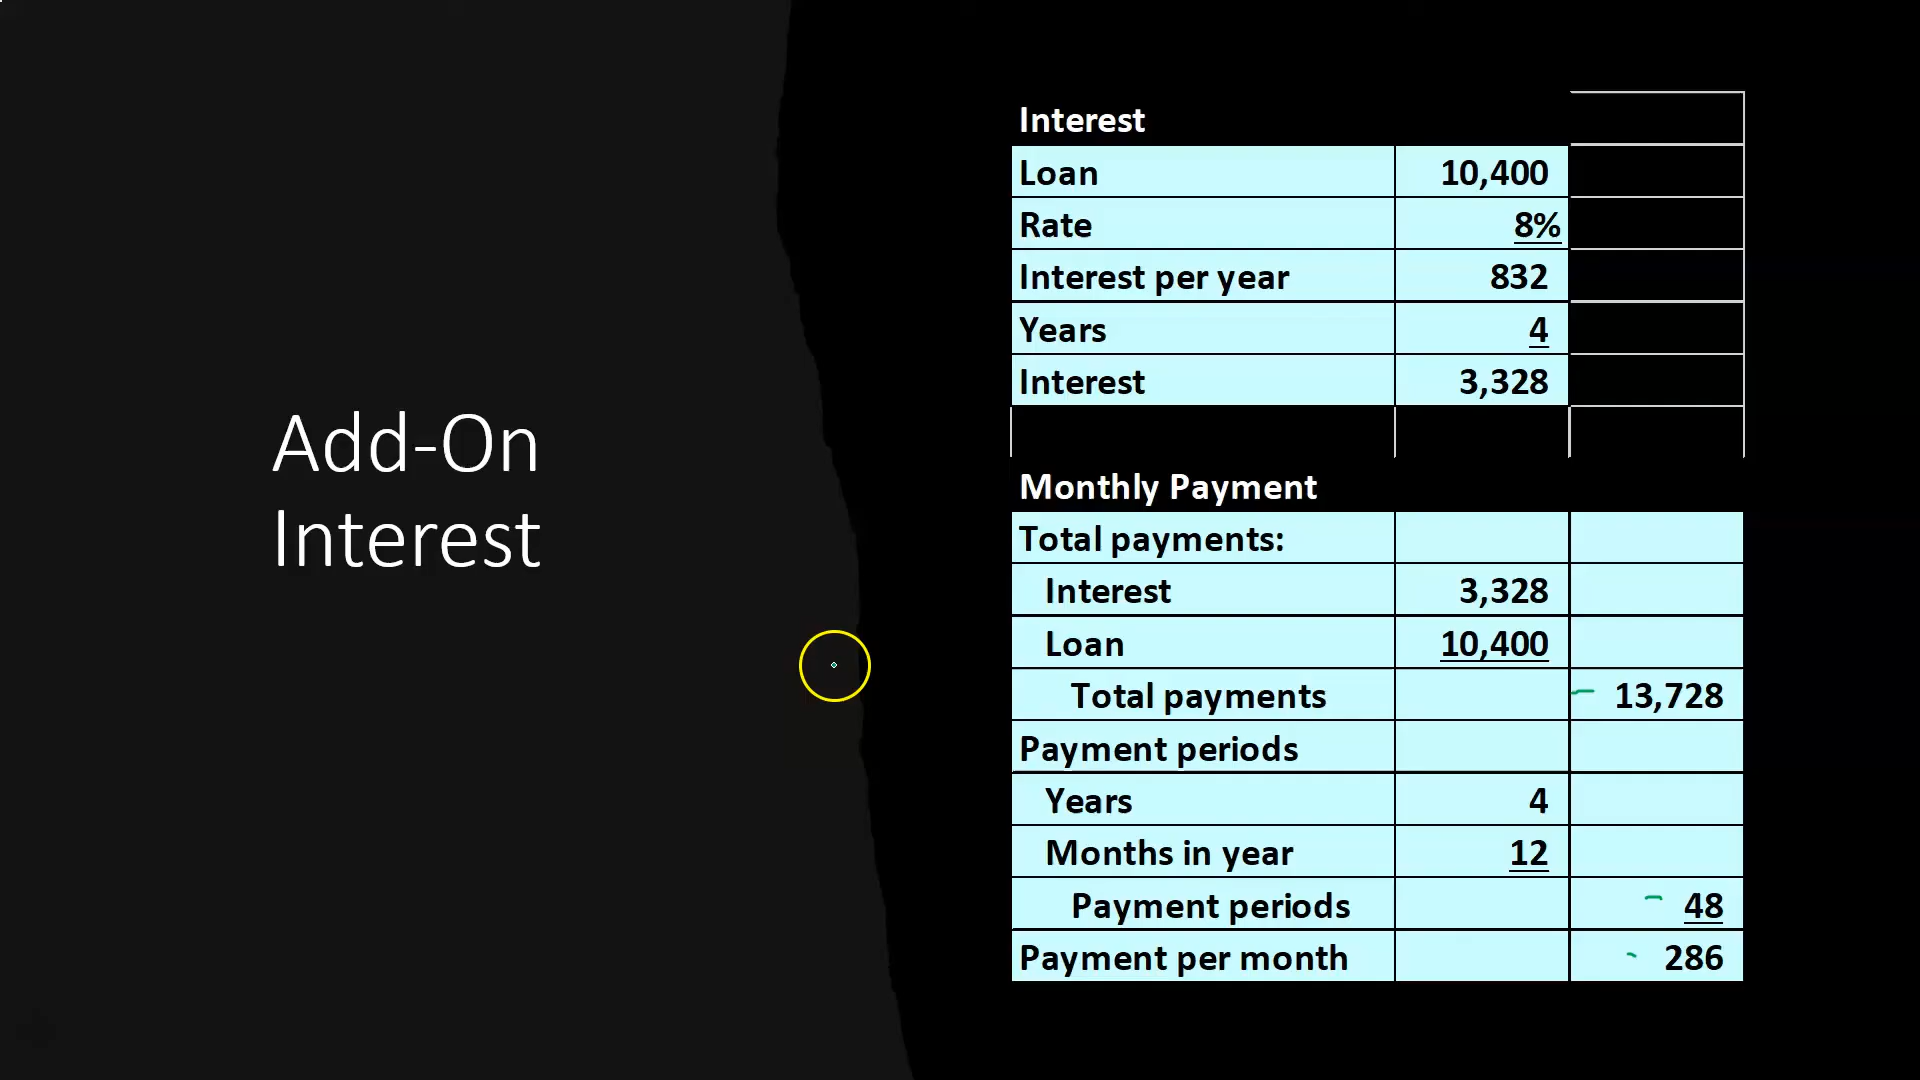 Add-On
Interest
Interest
Loan 10,400
Rate 8%
Interest per year 832
Years 4
Interest 3,328
Monthly Payment
Total payments:
Interest 3,328
Loan 10,400
Total payments 13,728
Payment periods
Years 4
Months in year 12
Payment periods 48
Payment per month 286